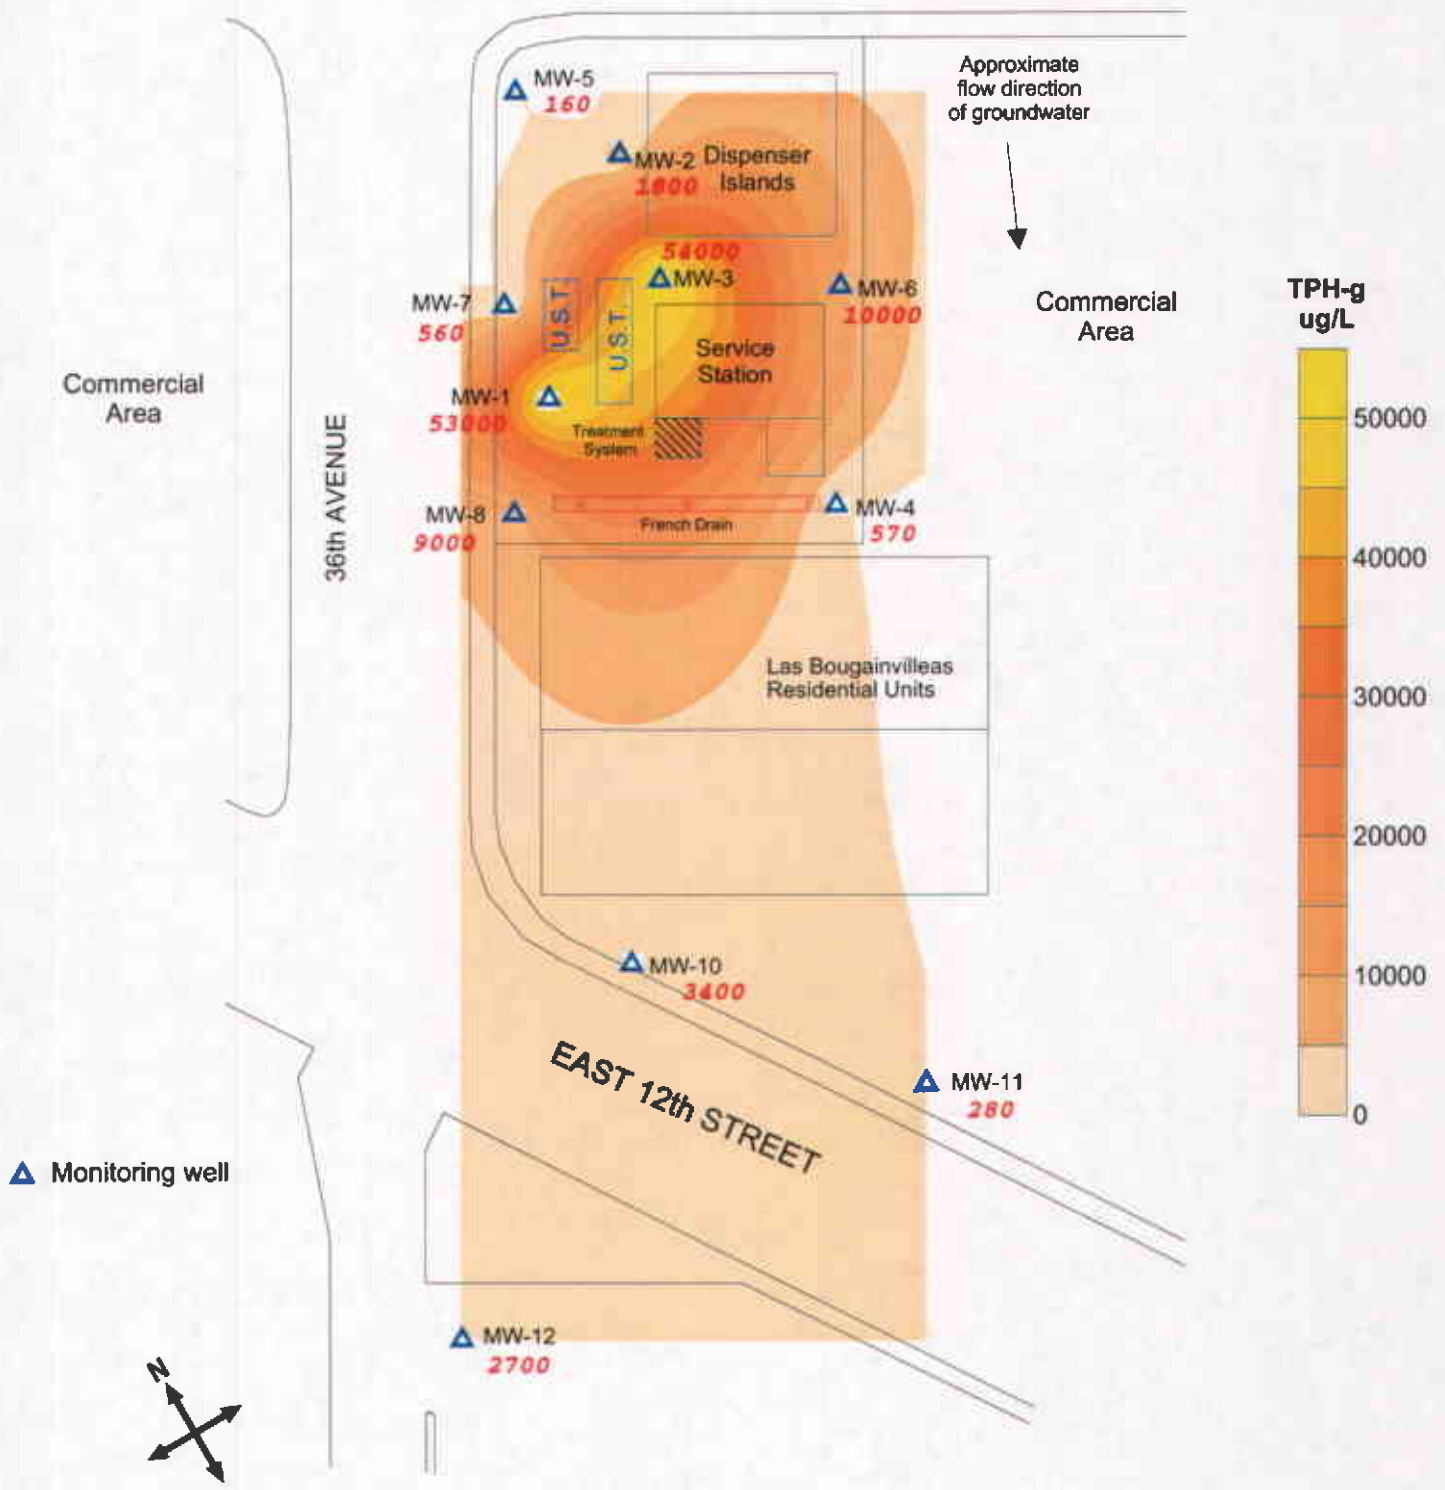 MW-5
160
Approximate
flow direction
of groundwater
MW-2
1800
Dispenser
Islands
54000
MW-3
MW-7
560
U.S.T.
U.S.T.
MW-6
10000
Commercial
Area
TPH-g
ug/L
50000
40000
30000
20000
10000
0
Service
Station
Commercial
Area
MW-1
53000
Treatment
System
36th AVENUE
MW-8
9000
French Drain
MW-4
570
Las Bougainvilleas
Residential Units
MW-10
3400
EAST 12th STREET
MW-11
280
Monitoring well
MW-12
2700
N